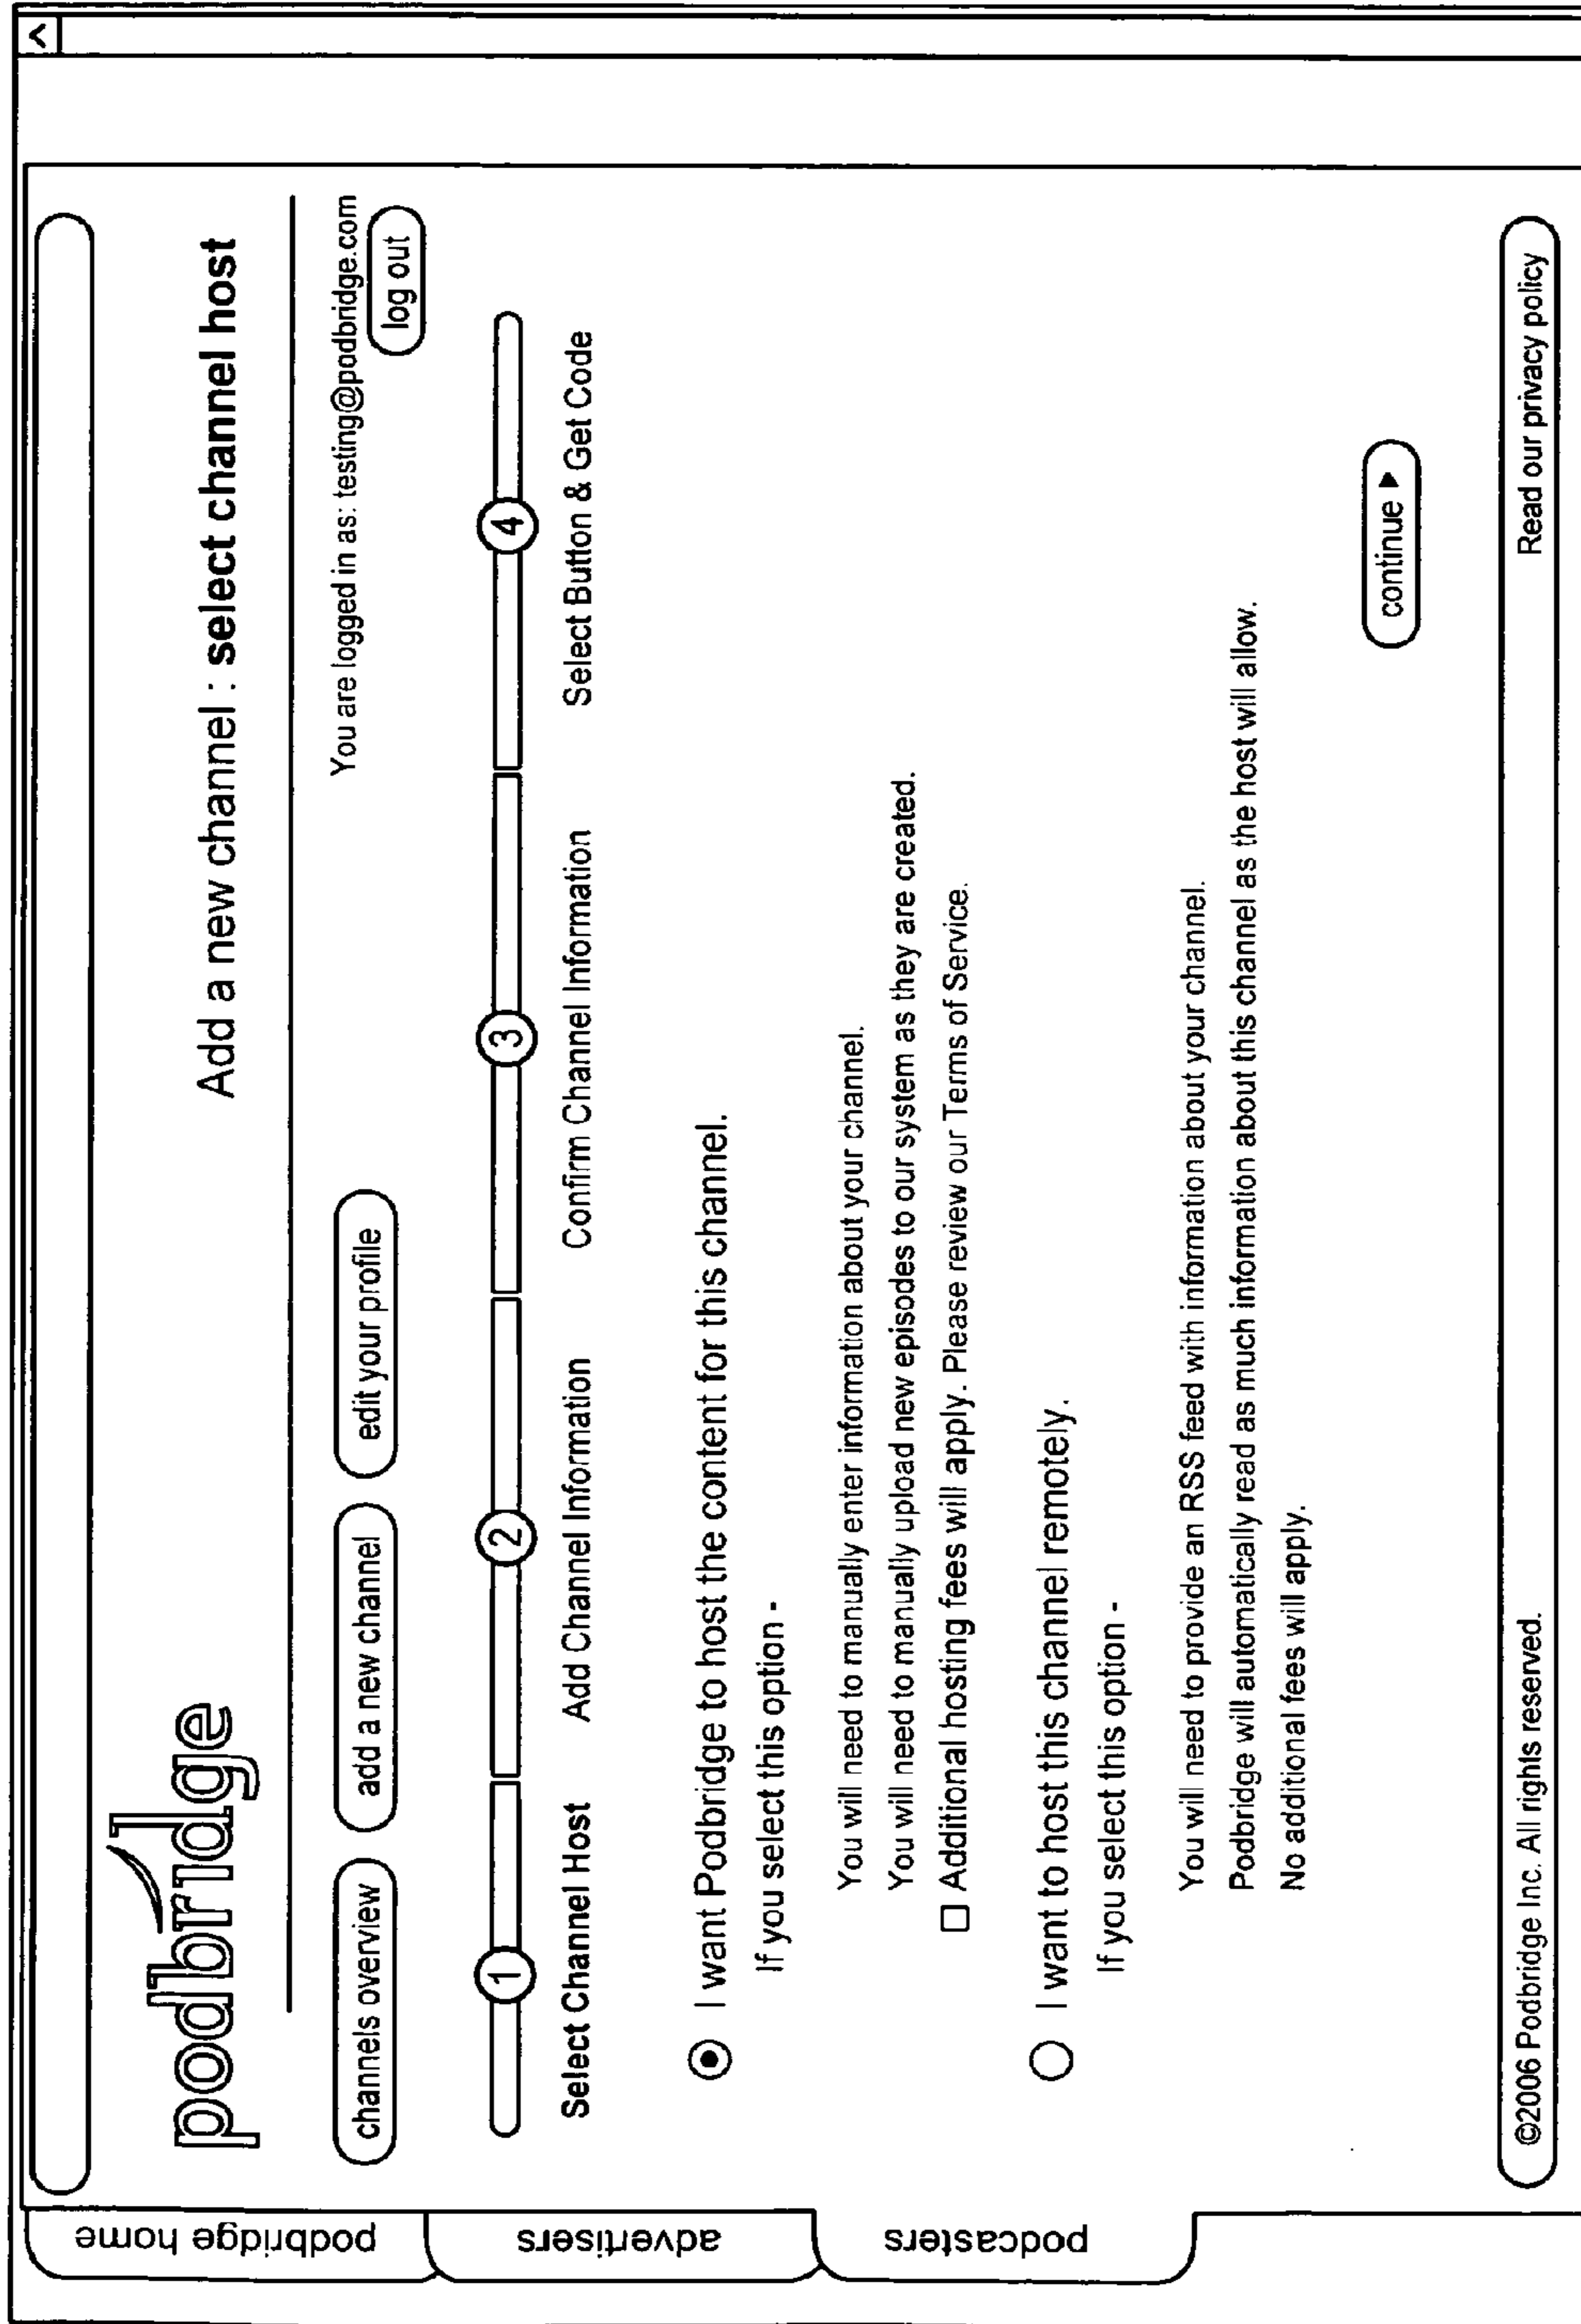 podbridge home
advertisers
podcasters
podbridge
Add a new channel : select channel host
channels overview
add a new channel
edit your profile
You are logged in as: testing@podbridge.com
log out
1
2
3
4
Select Channel Host
Add Channel Information
Confirm Channel Information
Select Button & Get Code
I want Podbridge to host the content for this channel.
If you select this option -
You will need to manually enter information about your channel.
You will need to manually upload new episodes to our system as they are created.
Additional hosting fees will apply. Please review our Terms of Service.
I want to host this channel remotely.
If you select this option -
You will need to provide an RSS feed with information about your channel.
Podbridge will automatically read as much information about this channel as the host will allow.
No additional fees will apply.
continue ►
©2006 Podbridge Inc. All rights reserved.
Read our privacy policy